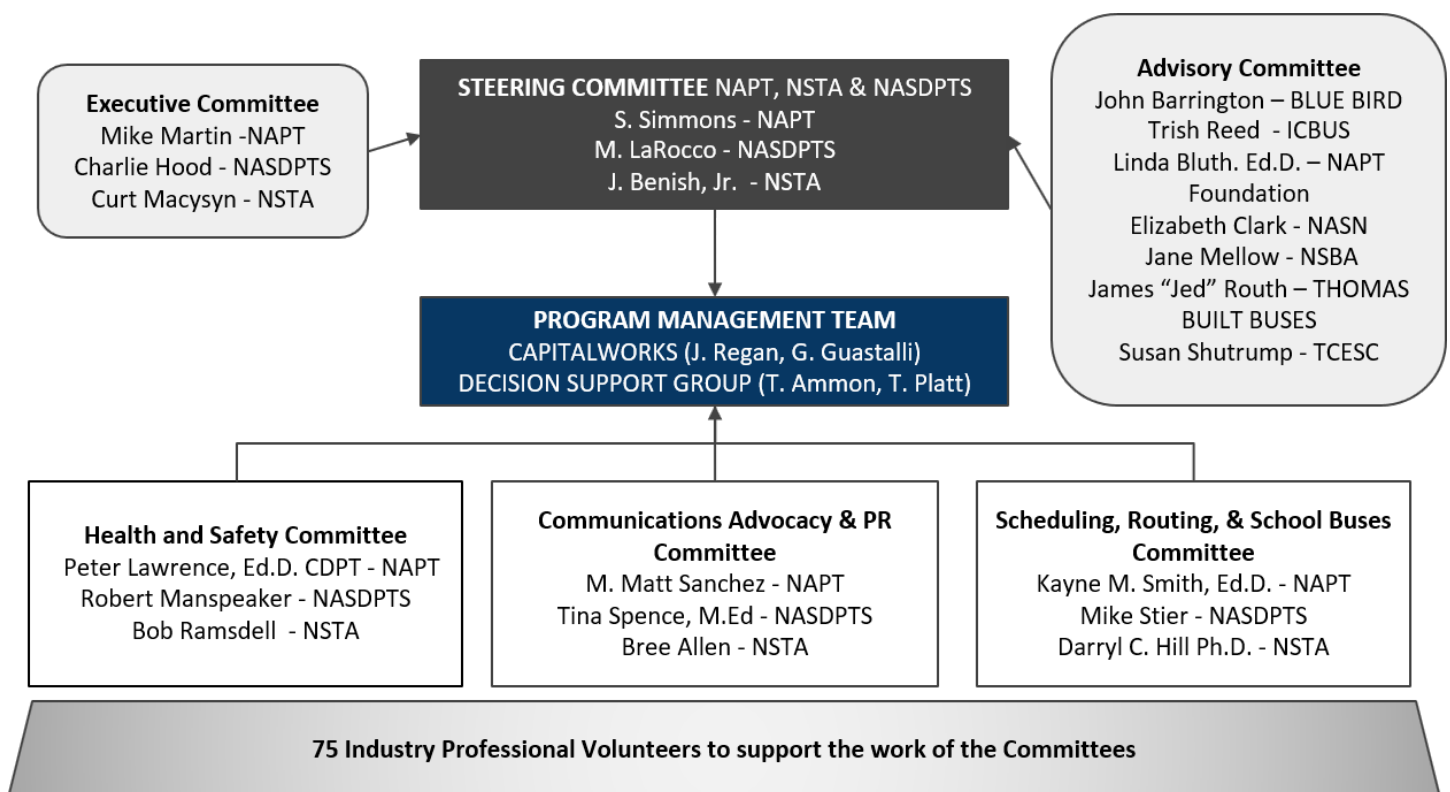 Executive Committee
Mike Martin -NAPT
Charlie Hood - NASDPTS
Curt Macysyn - NSTA
STEERING COMMITTEE NAPT, NSTA & NASDPTS
S. Simmons - NAPT
M. LaRocco - NASDPTS
J. Benish, Jr.  - NSTA
Advisory Committee
John Barrington – BLUE BIRD
Trish Reed  - ICBUS
Linda Bluth. Ed.D. – NAPT
Foundation
Elizabeth Clark - NASN
Jane Mellow - NSBA
James “Jed” Routh – THOMAS
BUILT BUSES
Susan Shutrump - TCESC
PROGRAM MANAGEMENT TEAM
CAPITALWORKS (J. Regan, G. Guastalli)
DECISION SUPPORT GROUP (T. Ammon, T. Platt)
Health and Safety Committee
Peter Lawrence, Ed.D. CDPT - NAPT
Robert Manspeaker - NASDPTS
Bob Ramsdell  - NSTA
Communications Advocacy & PR
Committee
M. Matt Sanchez - NAPT
Tina Spence, M.Ed - NASDPTS
Bree Allen - NSTA
Scheduling, Routing, & School Buses
Committee
Kayne M. Smith, Ed.D. - NAPT
Mike Stier - NASDPTS
Darryl C. Hill Ph.D. - NSTA
75 Industry Professional Volunteers to support the work of the Committees